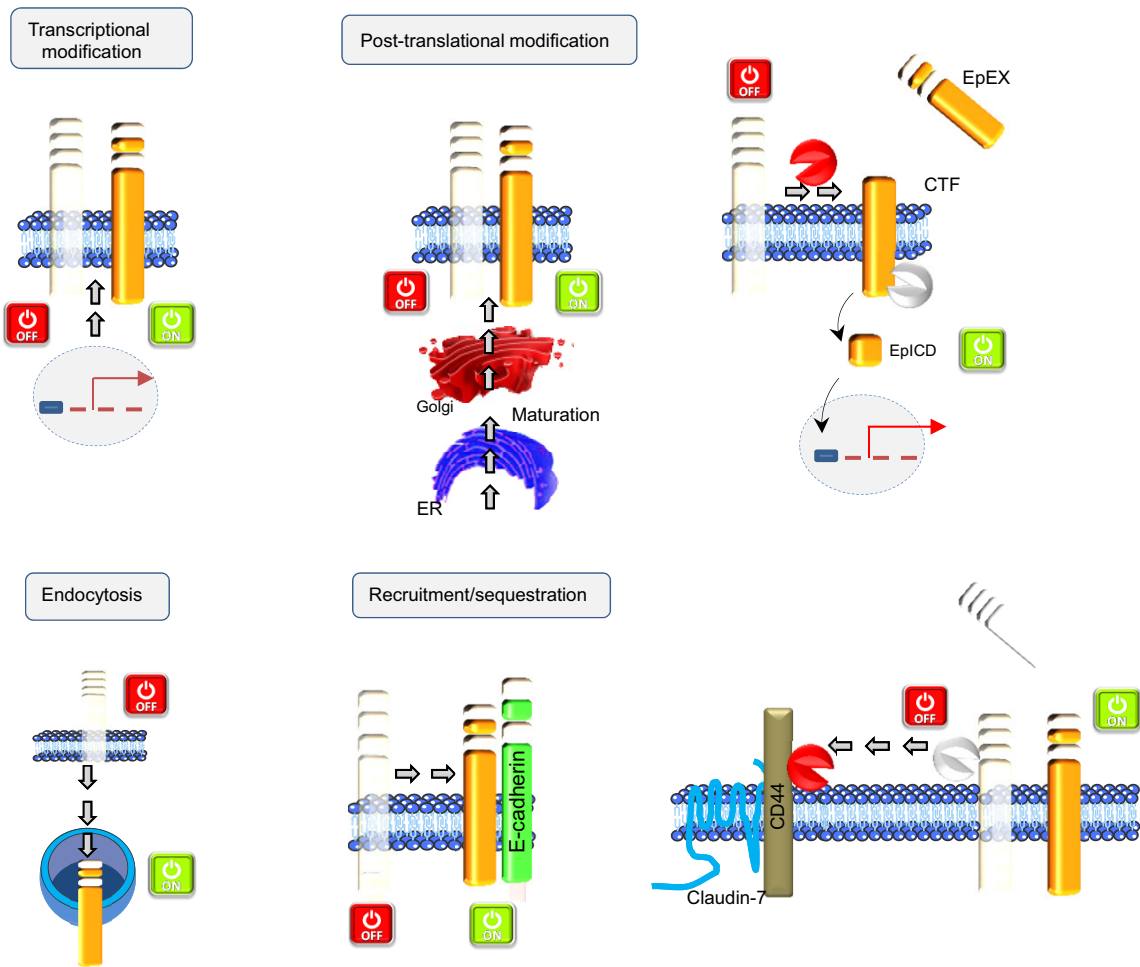 Transcriptional
modification
Post-translational modification
OFF
EpEX
CTF
OFF
ON
OFF
ON
EpICD
ON
Golgi
Maturation
ER
Endocytosis
Recruitment/sequestration
OFF
OFF
ON
E-cadherin
CD44
ON
Claudin-7
OFF
ON